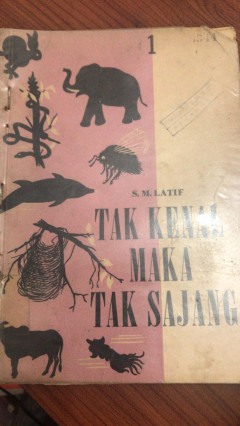 1
S. M. LATIF
TAK KENAL
MAKA
TAK SAJANG